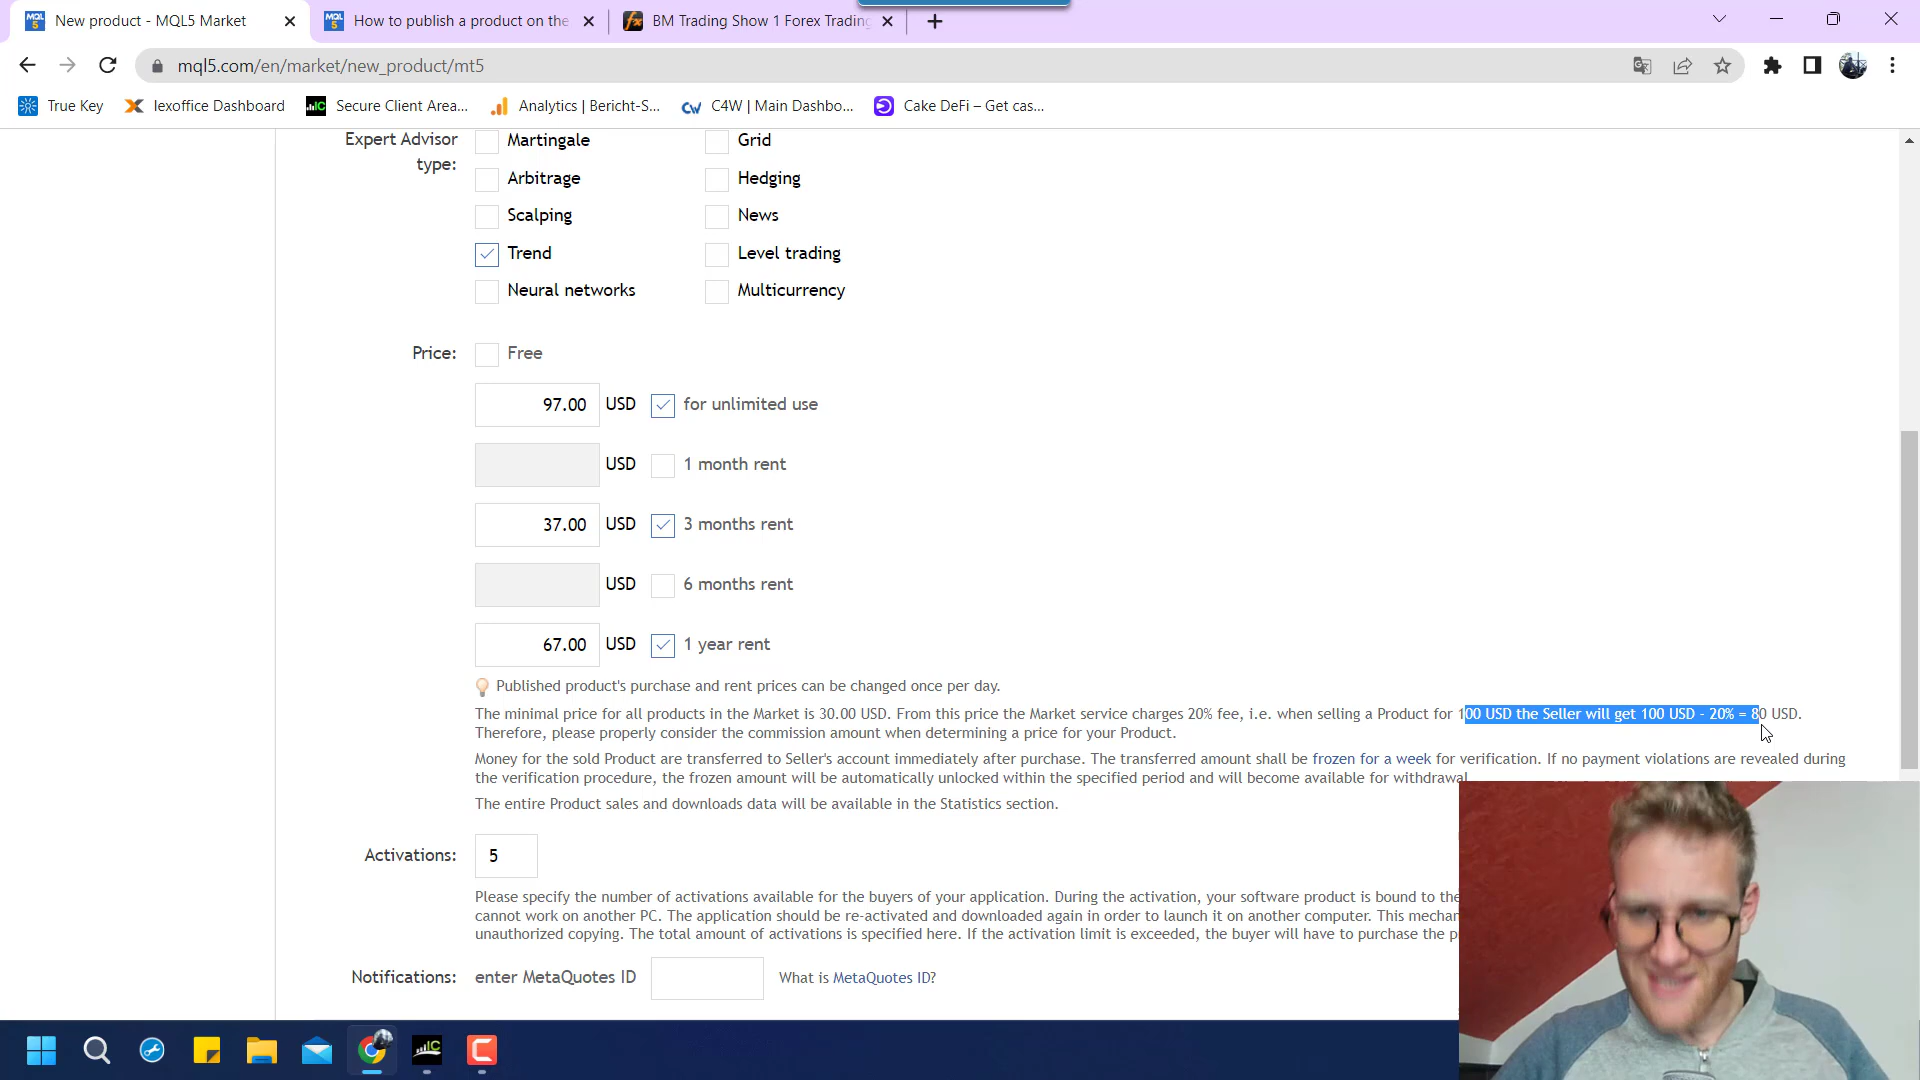 New product - MQL5 Market
How to publish a product on the
BM Trading Show 1 Forex Trading
mql5.com/en/market/new_product/mt5
True Key
lexoffice Dashboard
Secure Client Area...
Analytics | Bericht-S...
C4W | Main Dashbo...
Cake DeFi – Get cas...
Expert Advisor type:
Martingale
Grid
Arbitrage
Hedging
Scalping
News
Trend
Level trading
Neural networks
Multicurrency
Price:
Free
97.00 USD for unlimited use
USD 1 month rent
37.00 USD 3 months rent
USD 6 months rent
67.00 USD 1 year rent
Published product's purchase and rent prices can be changed once per day.
The minimal price for all products in the Market is 30.00 USD. From this price the Market service charges 20% fee, i.e. when selling a Product for 100 USD the Seller will get 100 USD - 20% = 80 USD.
Therefore, please properly consider the commission amount when determining a price for your Product.
Money for the sold Product are transferred to Seller's account immediately after purchase. The transferred amount shall be frozen for a week for verification. If no payment violations are revealed during
the verification procedure, the frozen amount will be automatically unlocked within the specified period and will become available for withdrawal
The entire Product sales and downloads data will be available in the Statistics section.
Activations: 5
Please specify the number of activations available for the buyers of your application. During the activation, your software product is bound to the
cannot work on another PC. The application should be re-activated and downloaded again in order to launch it on another computer. This mechan
unauthorized copying. The total amount of activations is specified here. If the activation limit is exceeded, the buyer will have to purchase the p
Notifications: enter MetaQuotes ID
What is MetaQuotes ID?